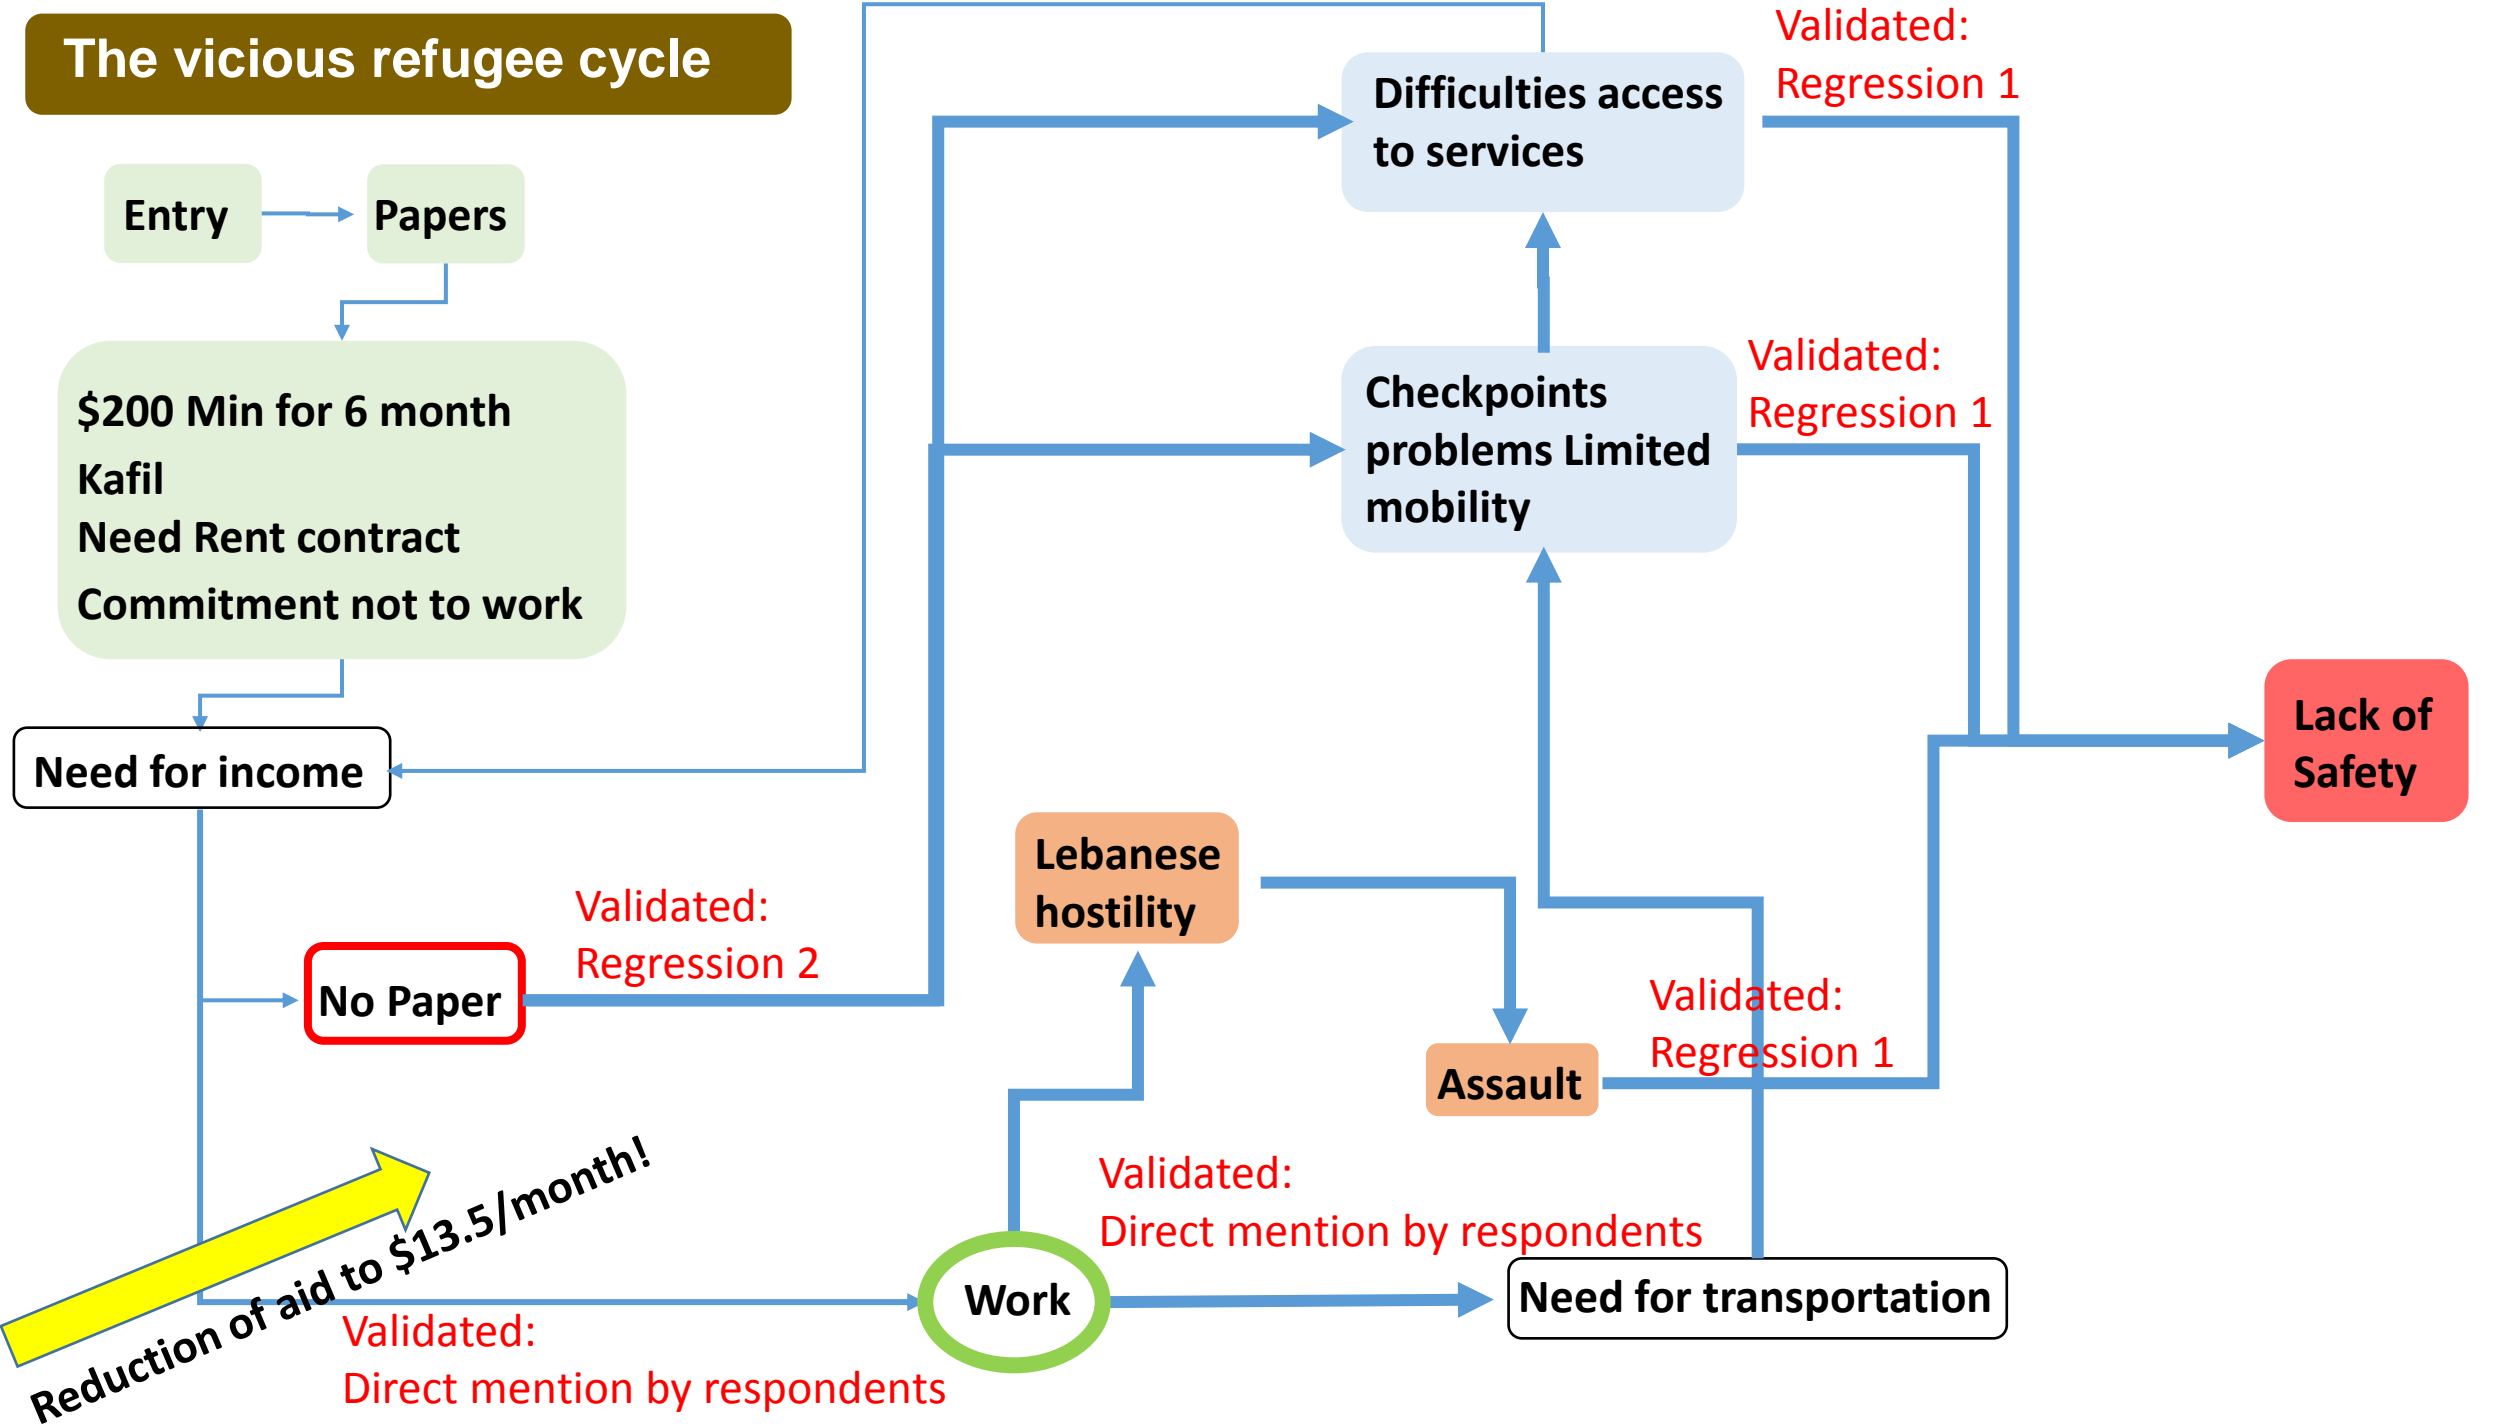 The vicious refugee cycle
Entry
Papers
$200 Min for 6 month
Kafil
Need Rent contract
Commitment not to work
Need for income
No Paper
Validated:
Regression 2
Reduction of aid to $13.5/month!
Validated:
Direct mention by respondents
Work
Lebanese
hostility
Assault
Validated:
Direct mention by respondents
Need for transportation
Validated:
Regression 1
Difficulties access
to services
Validated:
Regression 1
Checkpoints
problems Limited
mobility
Validated:
Regression 1
Lack of
Safety